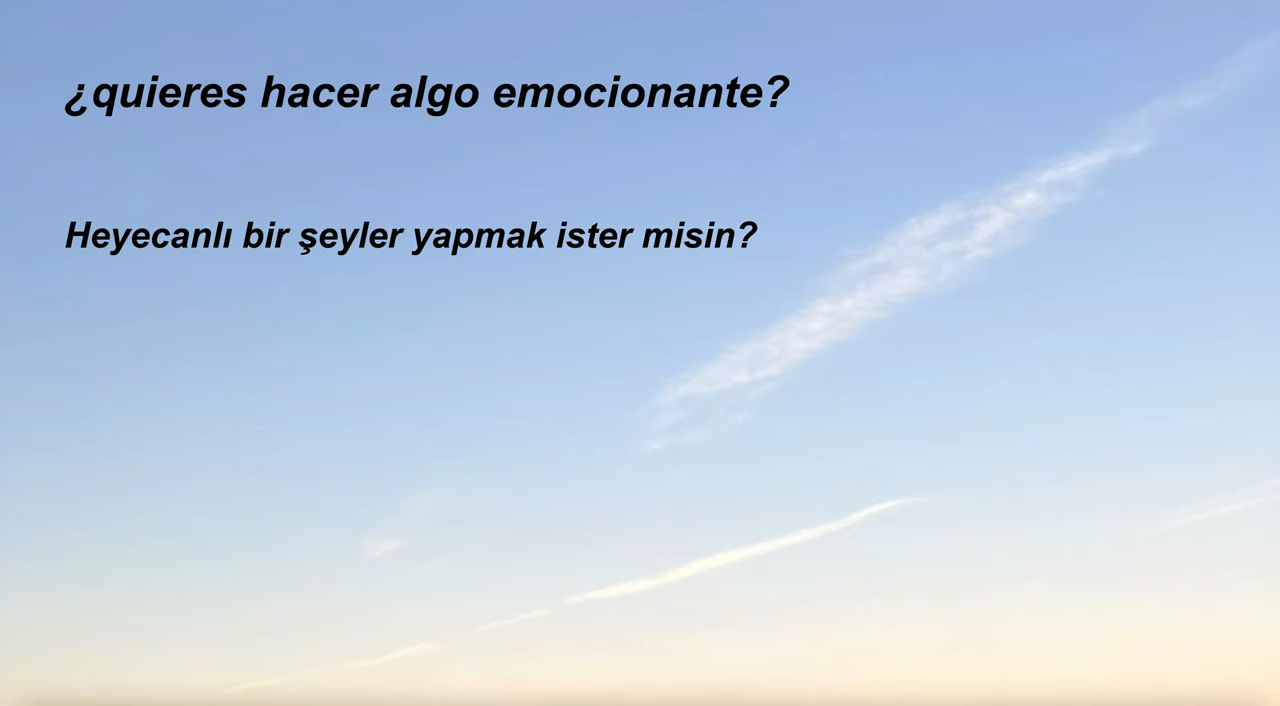 ¿quieres hacer algo emocionante?
Heyecanlı bir şeyler yapmak ister misin?